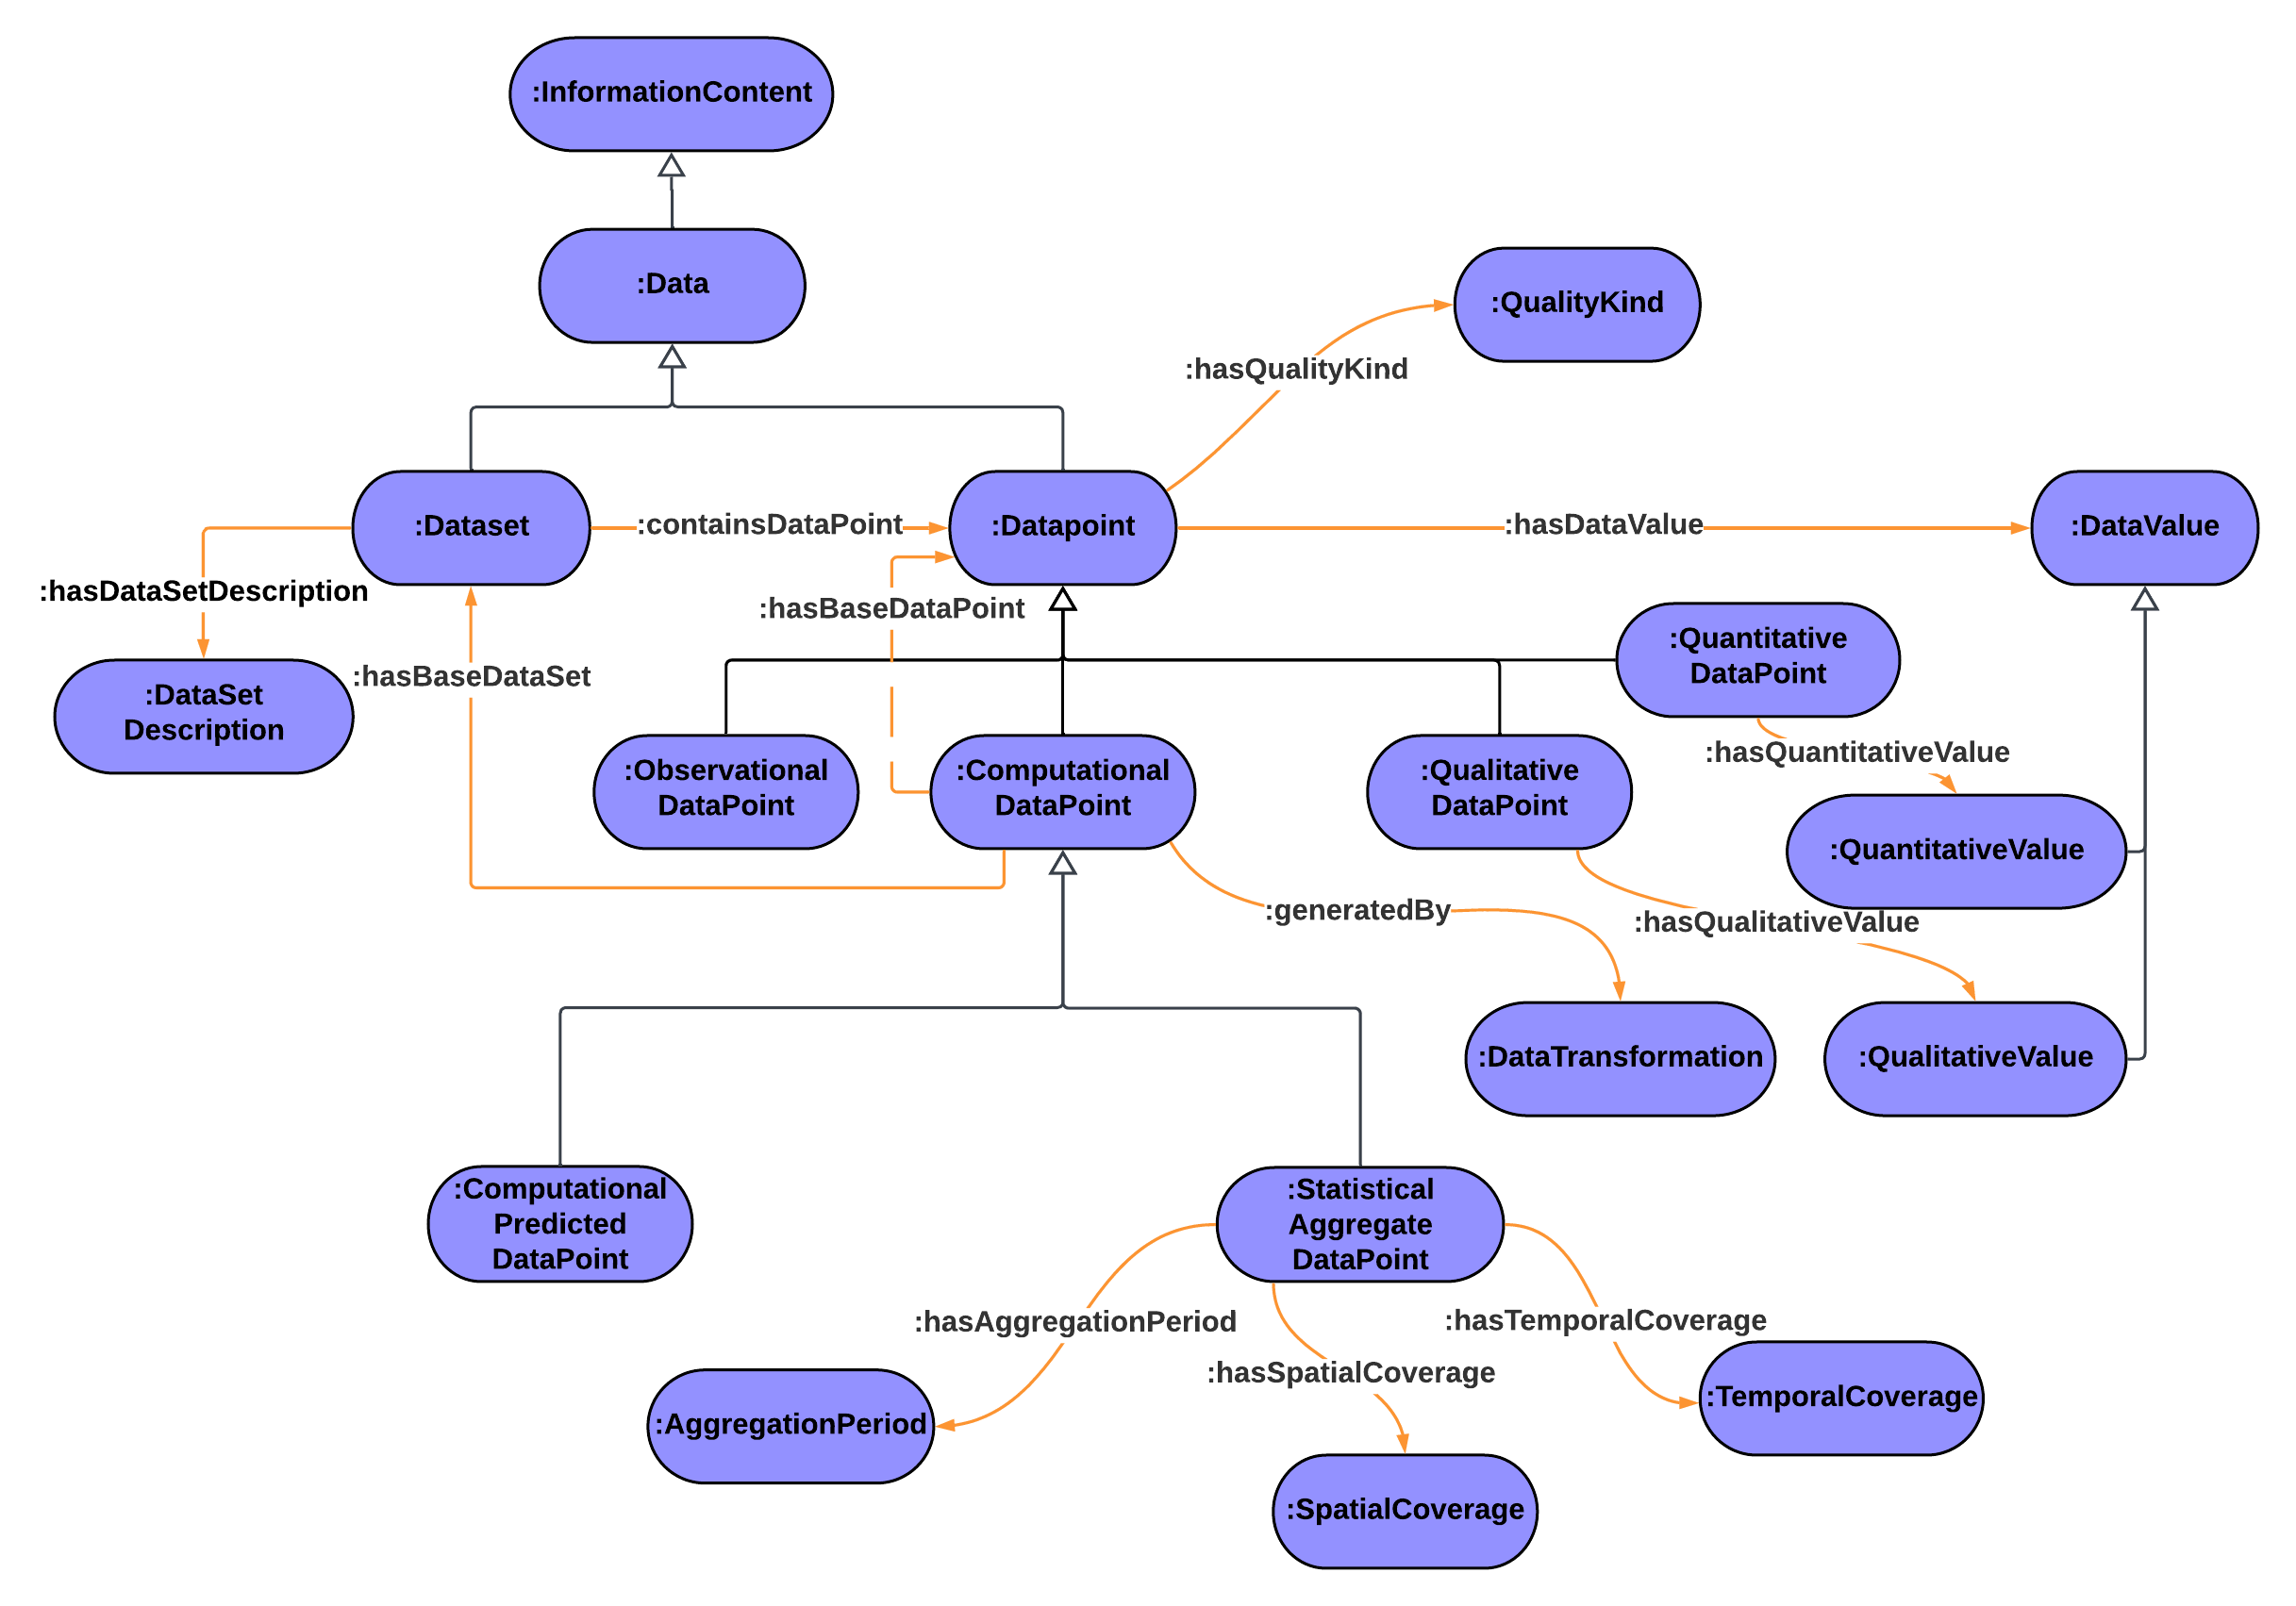 :InformationContent
:Data
:QualityKind
:hasQualityKind
:Dataset
:containsDataPoint
:Datapoint
:hasDataValue
:DataValue
:hasDataSetDescription
:hasBaseDataPoint
:Quantitative
DataPoint
:hasBaseDataSet
:DataSet
Description
:hasQuantitativeValue
:Observational
DataPoint
:Computational
DataPoint
:Qualitative
DataPoint
:QuantitativeValue
:generatedBy
:hasQualitativeValue
:DataTransformation
:QualitativeValue
:Computational
Predicted
DataPoint
:Statistical
Aggregate
DataPoint
:hasAggregationPeriod
:hasTemporalCoverage
:hasSpatialCoverage
:TemporalCoverage
:AggregationPeriod
:SpatialCoverage